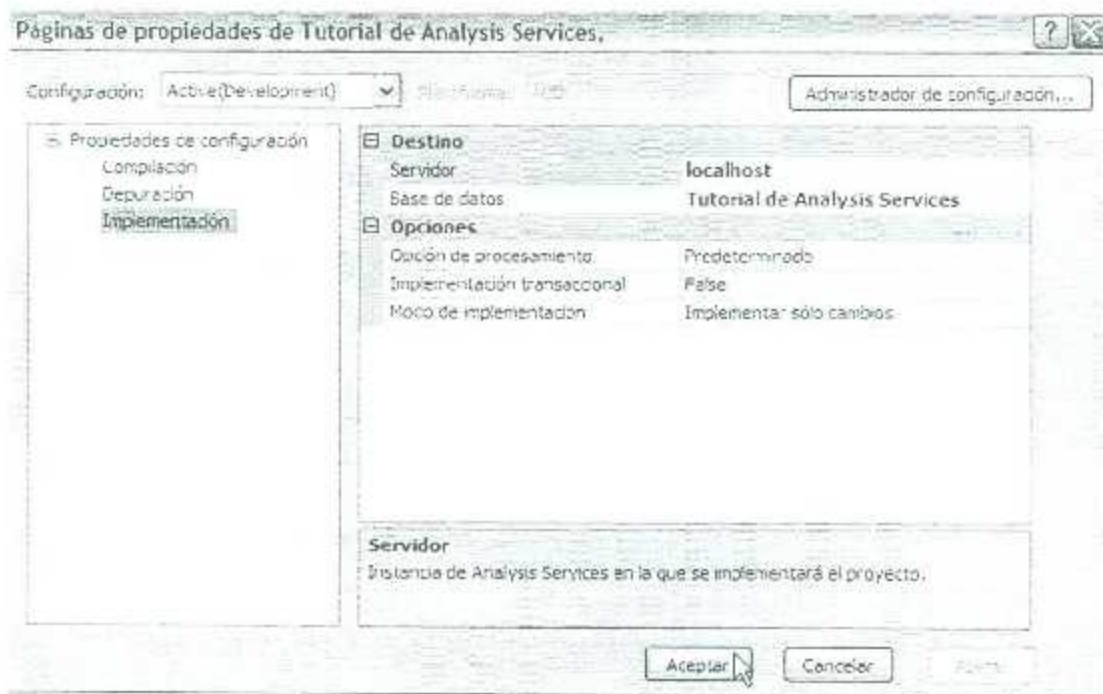 Páginas de propiedades de Tutorial de Analysis Services.
Configuración: Active(Development)
Administrador de configuración...
Propiedades de configuración
Compilación
Depuración
Implementación
Destino
Servidor localhost
Base de datos Tutorial de Analysis Services
Opciones
Opción de procesamiento Predeterminado
Implementación transaccional False
Modo de implementación Implementar sólo cambios
Servidor
Instancia de Analysis Services en la que se implementará el proyecto.
Aceptar Cancelar